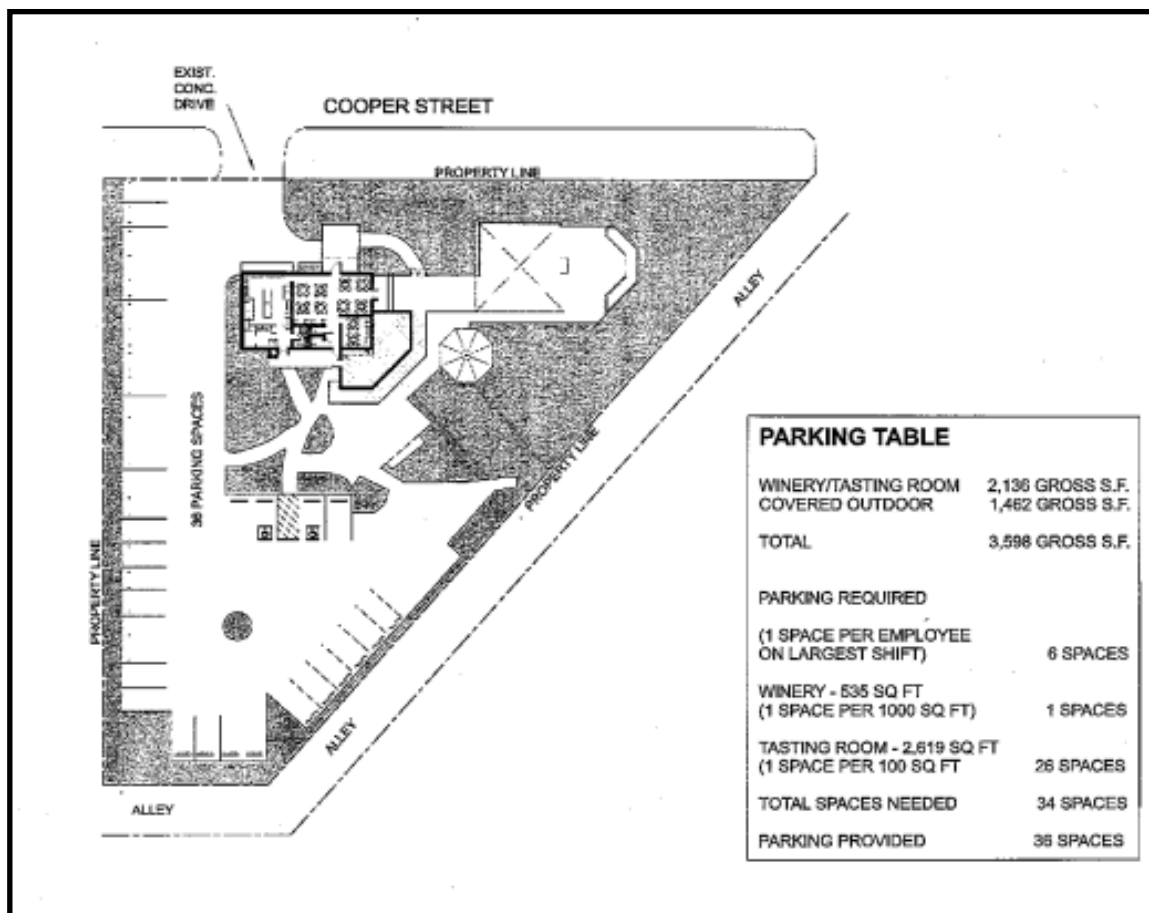 EXIST.
CONC.
DRIVE
COOPER STREET
PROPERTY LINE
ALLEY
36 PARKING SPACES
PROPERTY LINE
PROPERTY LINE
ALLEY
ALLEY
PARKING TABLE
WINERY/TASTING ROOM 2,136 GROSS S.F.
COVERED OUTDOOR 1,462 GROSS S.F.
TOTAL 3,598 GROSS S.F.
PARKING REQUIRED
(1 SPACE PER EMPLOYEE
ON LARGEST SHIFT) 6 SPACES
WINERY - 535 SQ FT
(1 SPACE PER 1000 SQ FT) 1 SPACES
TASTING ROOM - 2,619 SQ FT
(1 SPACE PER 100 SQ FT 26 SPACES
TOTAL SPACES NEEDED 34 SPACES
PARKING PROVIDED 36 SPACES